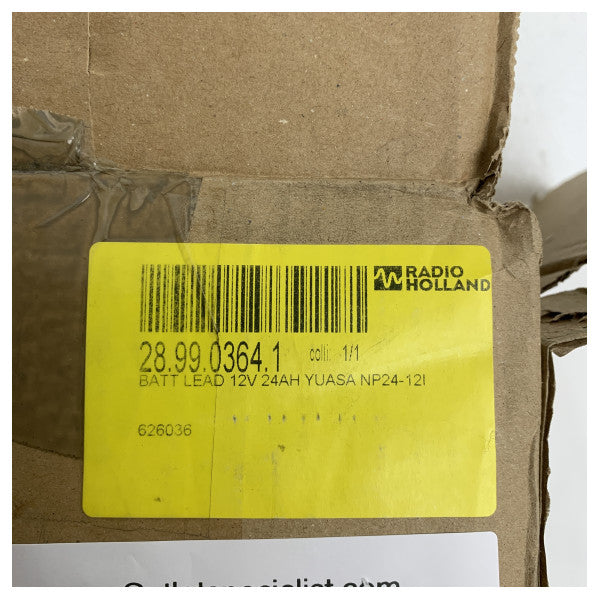 RADIO
HOLLAND
28.99.0364.1 colli: 1/1
BATT LEAD 12V 24AH YUASA NP24-12I
626036